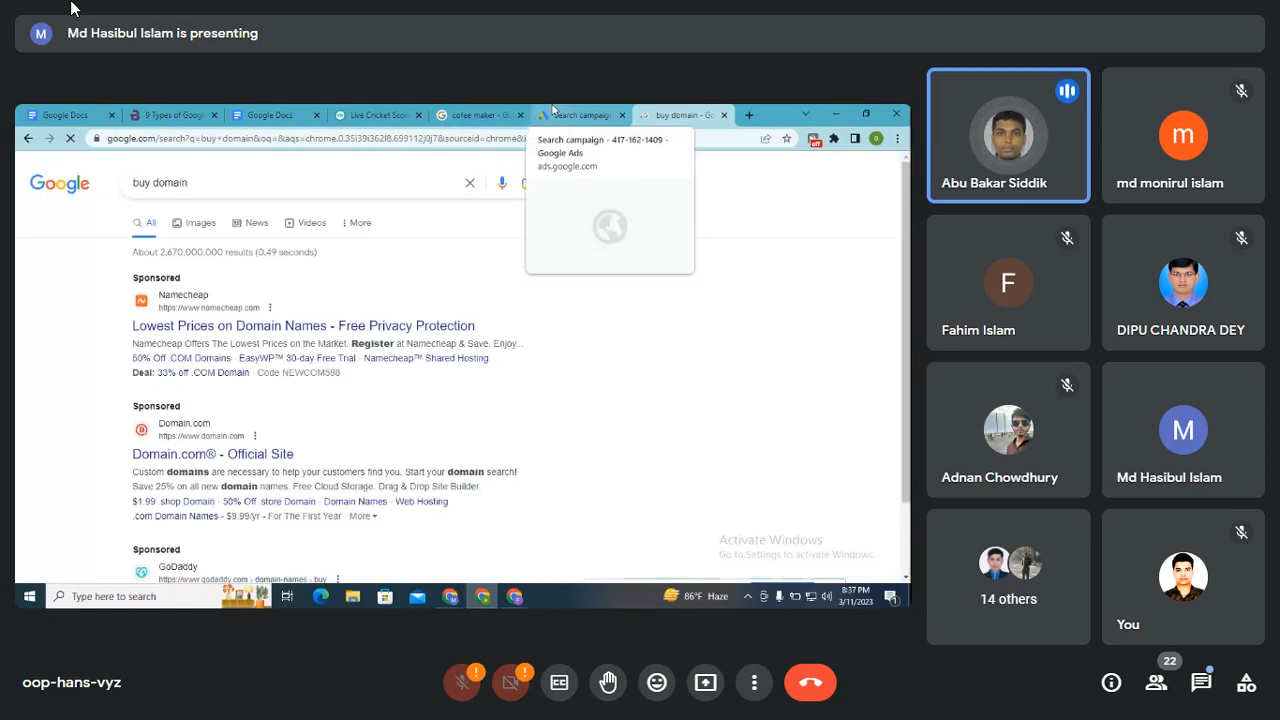 M
Md Hasibul Islam is presenting
Google Docs
9 Types of Google
Google Docs
Live Cricket Score
cofee maker - Go
Search campaign
buy domain - Go
google.com/search?q=buy+domain&oq=&aqs=chrome.0.35i39i362l8.699112j0j7&sourceid=chrome&i
off
Search campaign - 417-162-1409 -
Google Ads
ads.google.com
Google
buy domain
All
Images
News
Videos
More
About 2,670,000,000 results (0.49 seconds)
Sponsored
Namecheap
https://www.namecheap.com
Lowest Prices on Domain Names - Free Privacy Protection
Namecheap Offers The Lowest Prices on the Market. Register at Namecheap & Save. Enjoy...
50% Off .COM Domains · EasyWP™ 30-day Free Trial · Namecheap™ Shared Hosting
Deal: 33% off .COM Domain · Code NEWCOM598
Sponsored
Domain.com
https://www.domain.com
Domain.com® - Official Site
Custom domains are necessary to help your customers find you. Start your domain search!
Save 25% on all new domain names. Free Cloud Storage. Drag & Drop Site Builder.
$1.99 .shop Domain · 50% Off .store Domain · Domain Names · Web Hosting
.com Domain Names - $9.99/yr - For The First Year · More
Sponsored
GoDaddy
https://www.godaddy.com › domain-names › buy
Activate Windows
Go to Settings to activate Windows.
Type here to search
86°F Haze
8:37 PM
3/11/2023
1
Abu Bakar Siddik
m
md monirul islam
F
Fahim Islam
DIPU CHANDRA DEY
Adnan Chowdhury
M
Md Hasibul Islam
14 others
You
oop-hans-vyz
22